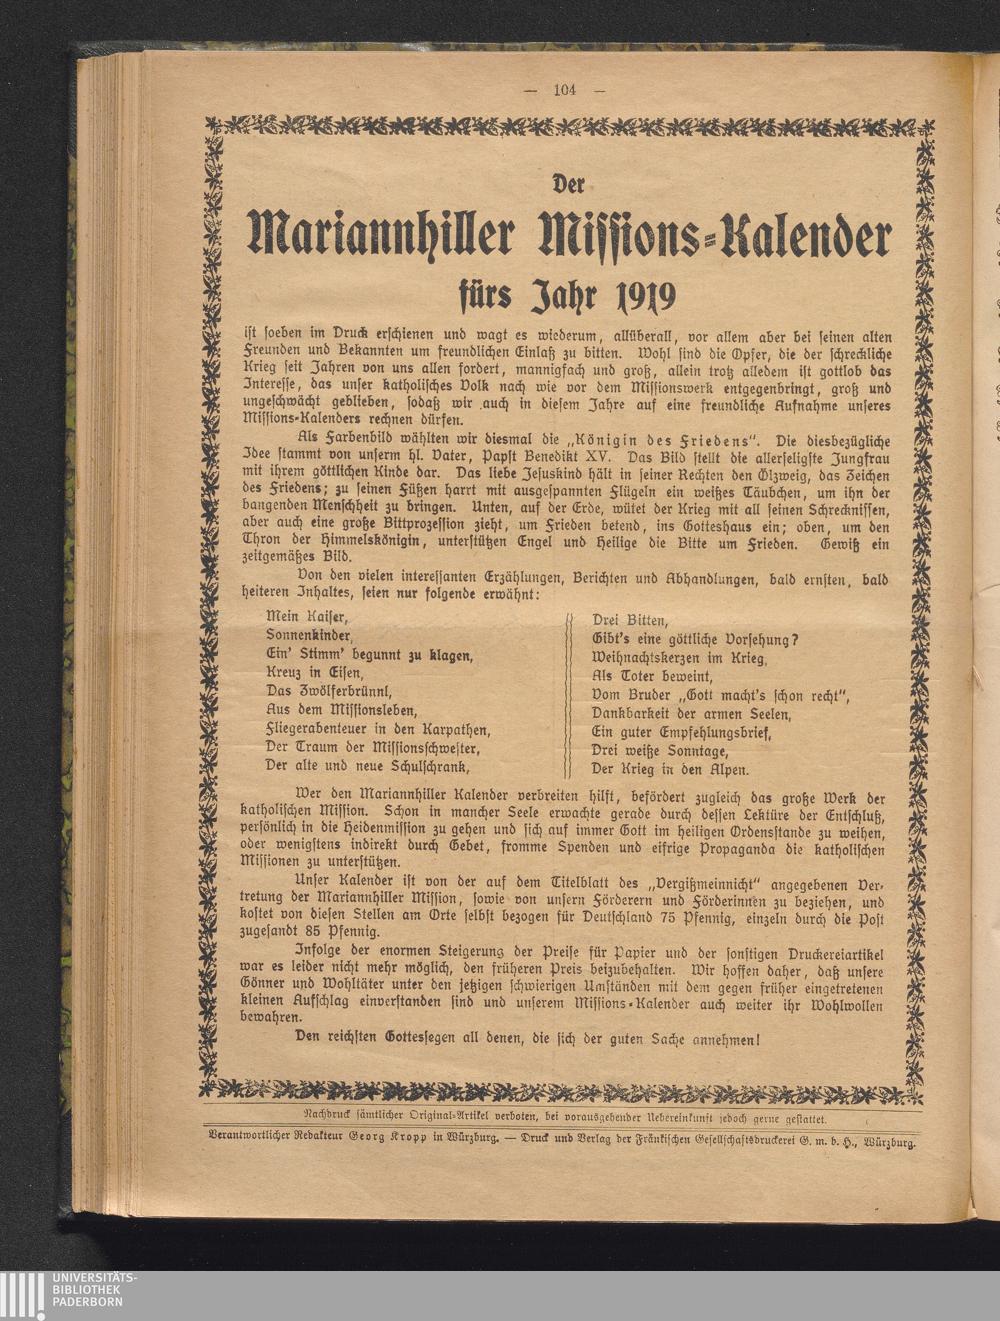 — 104 —
Der
Mariannhiller Missions-Kalender
fürs Jahr 1919
ist soeben im Druck erschienen und wagt es wiederum, allüberall, vor allem aber bei seinen alten
Freunden und Bekannten um freundlichen Einlaß zu bitten. Wohl sind die Opfer, die der schreckliche
Krieg seit Jahren von uns allen fordert, mannigfach und groß, allein trotz alledem ist gottlob das
Interesse, das unser katholisches Volk nach wie vor dem Missionswerk entgegenbringt, groß und
ungeschwächt geblieben, sodaß wir auch in diesem Jahre auf eine freundliche Aufnahme unseres
Missions-Kalenders rechnen dürfen.
Als Farbenbild wählten wir diesmal die „Königin des Friedens“. Die diesbezügliche
Idee stammt von unserm hl. Vater, Papst Benedikt XV. Das Bild stellt die allerseligste Jungfrau
mit ihrem göttlichen Kinde dar. Das liebe Jesuskind hält in seiner Rechten den Ölzweig, das Zeichen
des Friedens; zu seinen Füßen harrt mit ausgespannten Flügeln ein weißes Täubchen, um ihn der
bangenden Menschheit zu bringen. Unten, auf der Erde, wütet der Krieg mit all seinen Schrecknissen,
aber auch eine große Bittprozession zieht, um Frieden betend, ins Gotteshaus ein; oben, um den
Thron der Himmelskönigin, unterstützen Engel und Heilige die Bitte um Frieden. Gewiß ein
zeitgemäßes Bild.
Von den vielen interessanten Erzählungen, Berichten und Abhandlungen, bald ernsten, bald
heiteren Inhaltes, seien nur folgende erwähnt:
Mein Kaiser,
Sonnenkinder,
Ein' Stimm' begunnt zu klagen,
Kreuz in Eisen,
Das Zwölferbrünnl,
Aus dem Missionsleben,
Fliegerabenteuer in den Karpathen,
Der Traum der Missionsschwester,
Der alte und neue Schulschrank,
Drei Bitten,
Gibt's eine göttliche Vorsehung?
Weihnachtskerzen im Krieg,
Als Toter beweint,
Vom Bruder „Gott macht's schon recht“,
Dankbarkeit der armen Seelen,
Ein guter Empfehlungsbrief,
Drei weiße Sonntage,
Der Krieg in den Alpen.
Wer den Mariannhiller Kalender verbreiten hilft, befördert zugleich das große Werk der
katholischen Mission. Schon in mancher Seele erwachte gerade durch dessen Lektüre der Entschluß,
persönlich in die Heidenmission zu gehen und sich auf immer Gott im heiligen Ordensstande zu weihen,
oder wenigstens indirekt durch Gebet, fromme Spenden und eifrige Propaganda die katholischen
Missionen zu unterstützen.
Unser Kalender ist von der auf dem Titelblatt des „Vergißmeinnicht“ angegebenen Ver-
tretung der Mariannhiller Mission, sowie von unsern Förderern und Förderinnen zu beziehen, und
kostet von diesen Stellen am Orte selbst bezogen für Deutschland 75 Pfennig, einzeln durch die Post
zugesandt 85 Pfennig.
Infolge der enormen Steigerung der Preise für Papier und der sonstigen Druckereiartikel
war es leider nicht mehr möglich, den früheren Preis beizubehalten. Wir hoffen daher, daß unsere
Gönner und Wohltäter unter den jetzigen schwierigen Umständen mit dem gegen früher eingetretenen
kleinen Aufschlag einverstanden sind und unserem Missions-Kalender auch weiter ihr Wohlwollen
bewahren.
Den reichsten Gottessegen all denen, die sich der guten Sache annehmen!
Nachdruck sämtlicher Original-Artikel verboten, bei vorausgehender Uebereinkunft jedoch gerne gestattet.
Verantwortlicher Redakteur Georg Kropp in Würzburg. — Druck und Verlag der Fränkischen Gesellschaftsdruckerei G. m. b. H., Würzburg.
UNIVERSITÄTS-
BIBLIOTHEK
PADERBORN